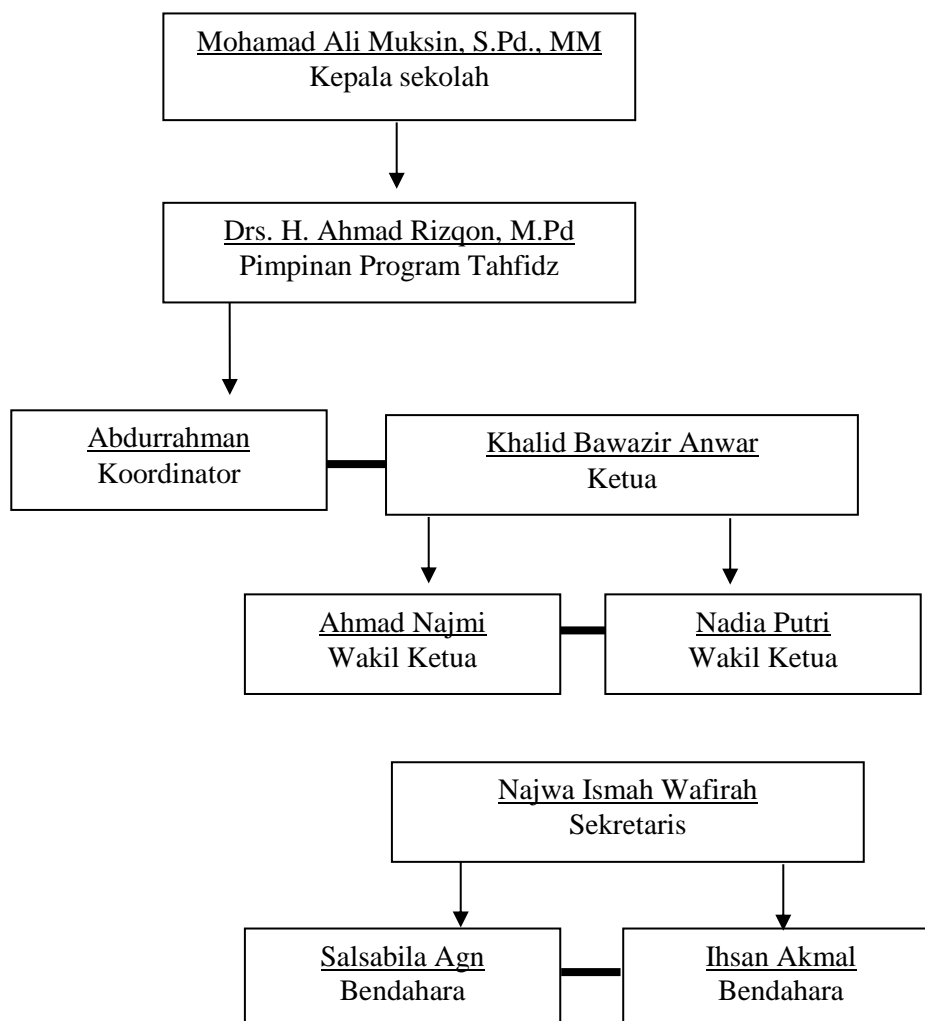 Mohamad Ali Muksin, S.Pd., MM
Kepala sekolah
Drs. H. Ahmad Rizqon, M.Pd
Pimpinan Program Tahfidz
Abdurrahman
Koordinator
Khalid Bawazir Anwar
Ketua
Ahmad Najmi
Wakil Ketua
Nadia Putri
Wakil Ketua
Najwa Ismah Wafirah
Sekretaris
Salsabila Agn
Bendahara
Ihsan Akmal
Bendahara